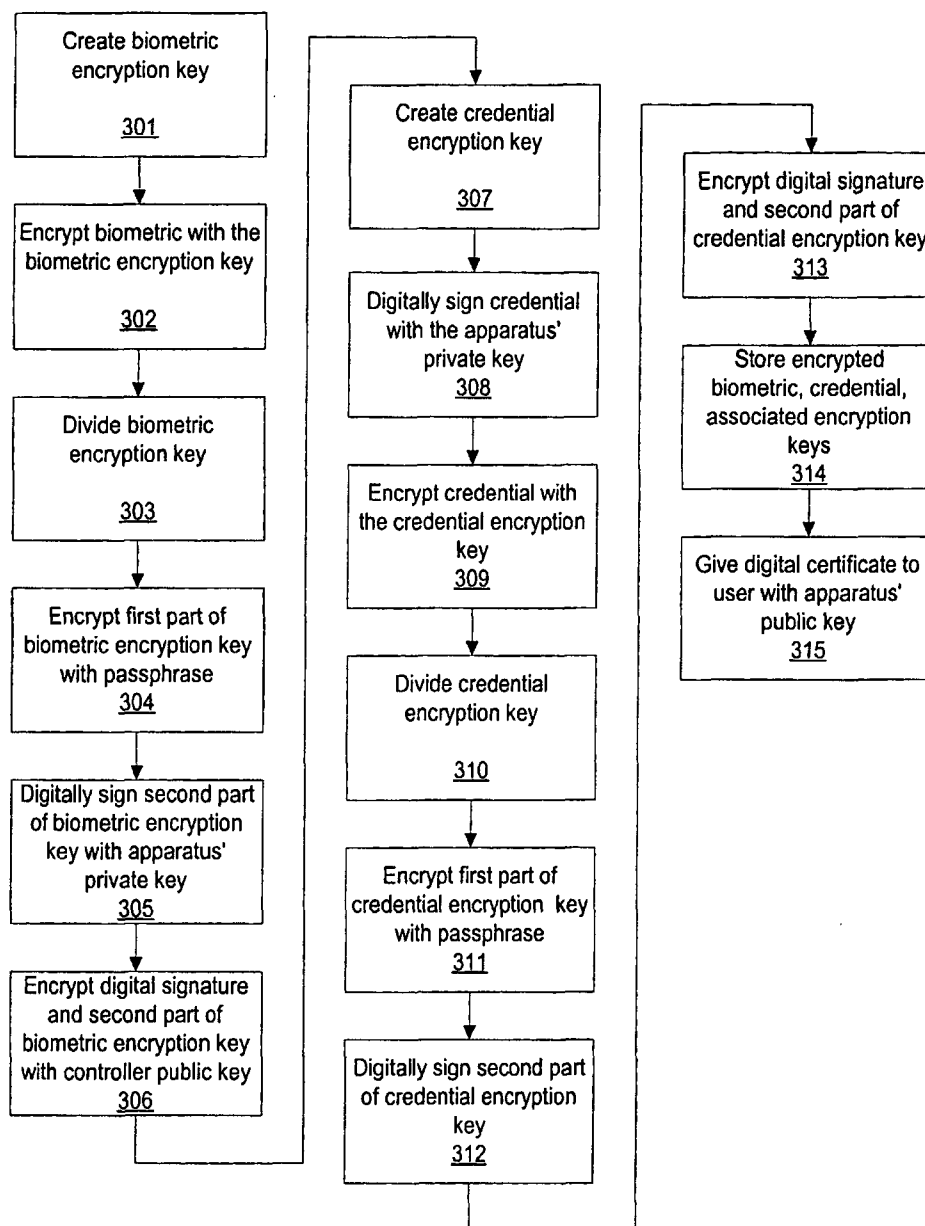 Create biometric
encryption key
301
Encrypt biometric with the
biometric encryption key
302
Divide biometric
encryption key
303
Encrypt first part of
biometric encryption key
with passphrase
304
Digitally sign second part
of biometric encryption
key with apparatus'
private key
305
Encrypt digital signature
and second part of
biometric encryption key
with controller public key
306
Create credential
encryption key
307
Digitally sign credential
with the apparatus'
private key
308
Encrypt credential with
the credential encryption
key
309
Divide credential
encryption key
310
Encrypt first part of
credential encryption key
with passphrase
311
Digitally sign second part
of credential encryption
key
312
Encrypt digital signature
and second part of
credential encryption key
313
Store encrypted
biometric, credential,
associated encryption
keys
314
Give digital certificate to
user with apparatus'
public key
315